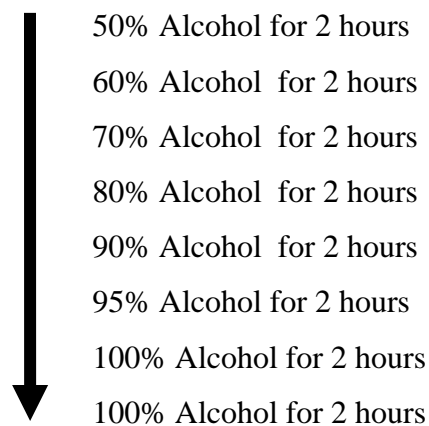 50% Alcohol for 2 hours
60% Alcohol  for 2 hours
70% Alcohol  for 2 hours
80% Alcohol  for 2 hours
90% Alcohol  for 2 hours
95% Alcohol for 2 hours
100% Alcohol for 2 hours
100% Alcohol for 2 hours